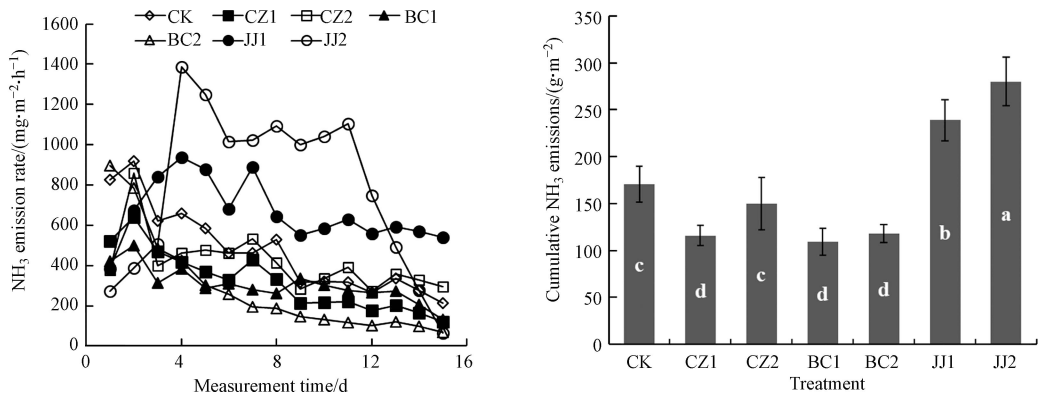 CK CZ1 CZ2 BC1
BC2 JJ1 JJ2
NH₃ emission rate/(mg·m⁻²·h⁻¹)
1600
1400
1200
1000
800
600
400
200
0
0 4 8 12 16
Measurement time/d
Cumulative NH₃ emissions/(g·m⁻²)
350
300
250
200
150
100
50
0
c d c d d b a
CK CZ1 CZ2 BC1 BC2 JJ1 JJ2
Treatment